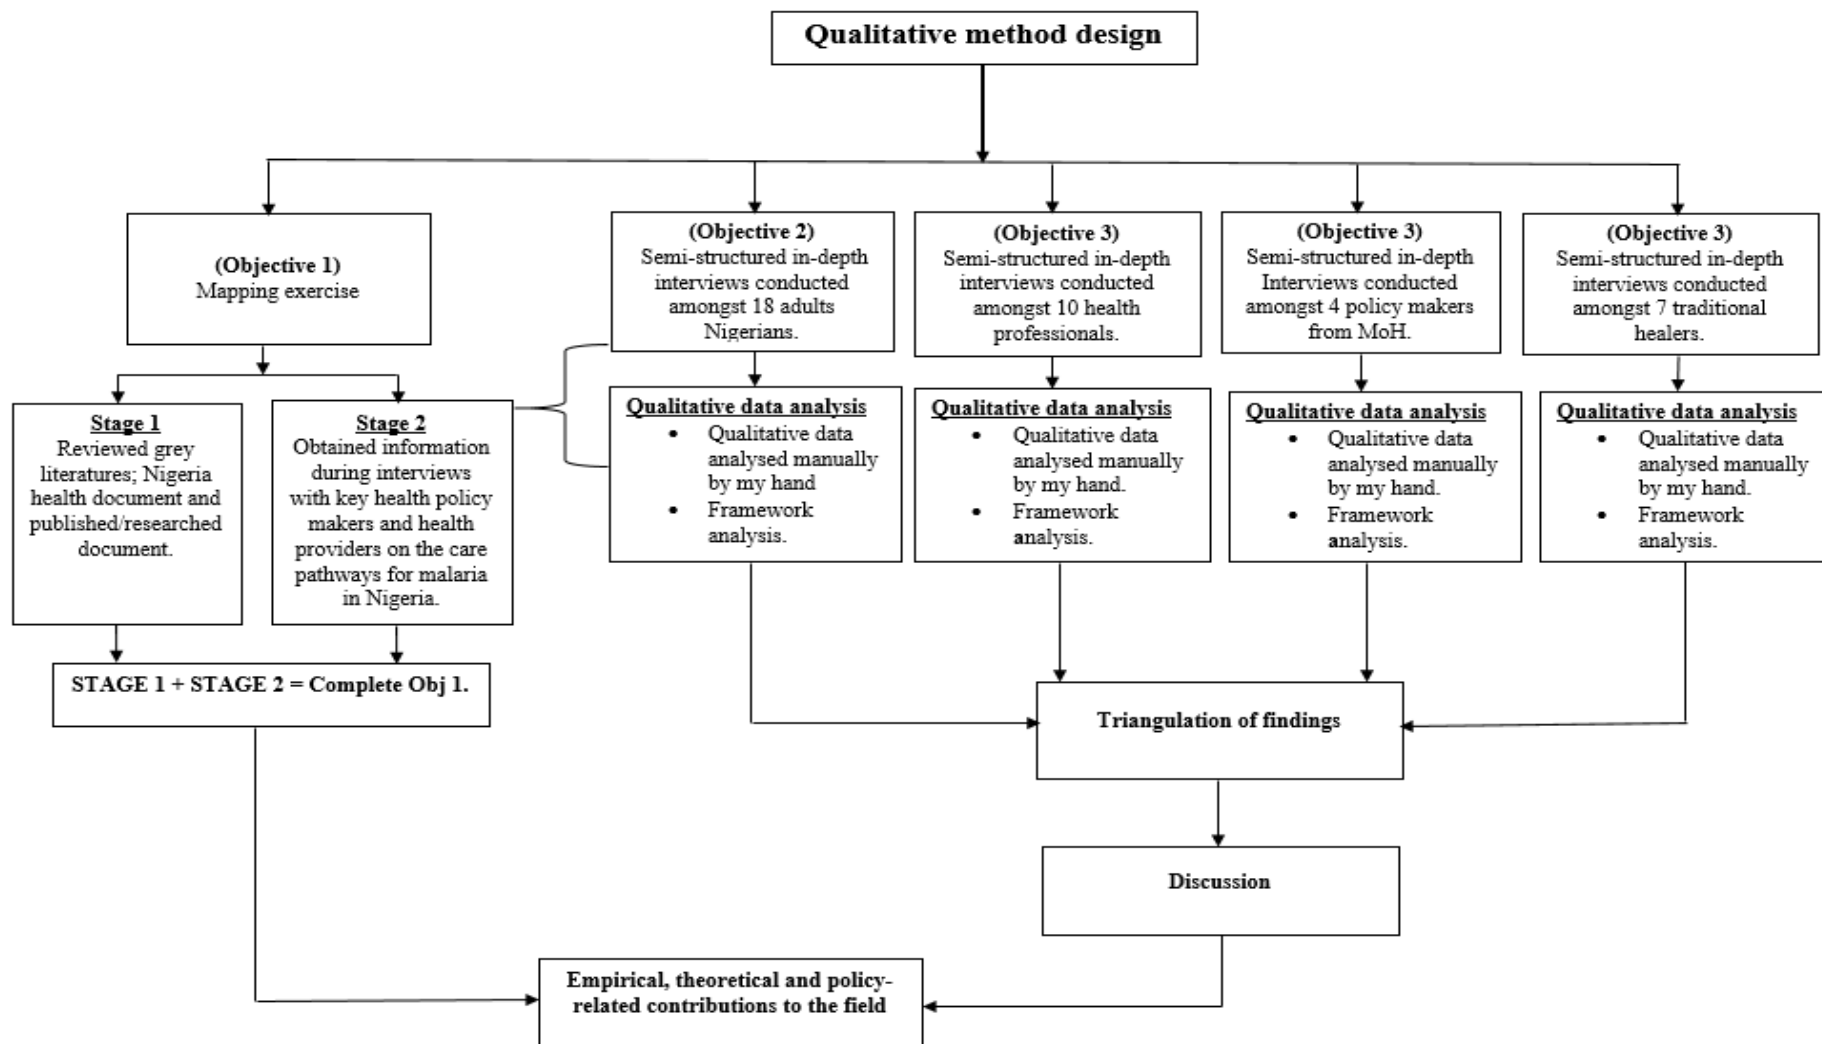 Qualitative method design
(Objective 1)
Mapping exercise
(Objective 2)
Semi-structured in-depth
interviews conducted
amongst 18 adults
Nigerians.
(Objective 3)
Semi-structured in-depth
interviews conducted
amongst 10 health
professionals.
(Objective 3)
Semi-structured in-depth
Interviews conducted
amongst 4 policy makers
from MoH.
(Objective 3)
Semi-structured in-depth
interviews conducted
amongst 7 traditional
healers.
Stage 1
Reviewed grey
literatures; Nigeria
health document and
published/researched
document.
Stage 2
Obtained information
during interviews
with key health policy
makers and health
providers on the care
pathways for malaria
in Nigeria.
Qualitative data analysis
• Qualitative data
analysed manually
by my hand
• Framework
analysis.
Qualitative data analysis
• Qualitative data
analysed manually
by my hand.
• Framework
analysis.
Qualitative data analysis
• Qualitative data
analysed manually
by my hand.
• Framework
analysis.
Qualitative data analysis
• Qualitative data
analysed manually
by my hand.
• Framework
analysis.
STAGE 1 + STAGE 2 = Complete Obj 1.
Triangulation of findings
Discussion
Empirical, theoretical and policy-
related contributions to the field